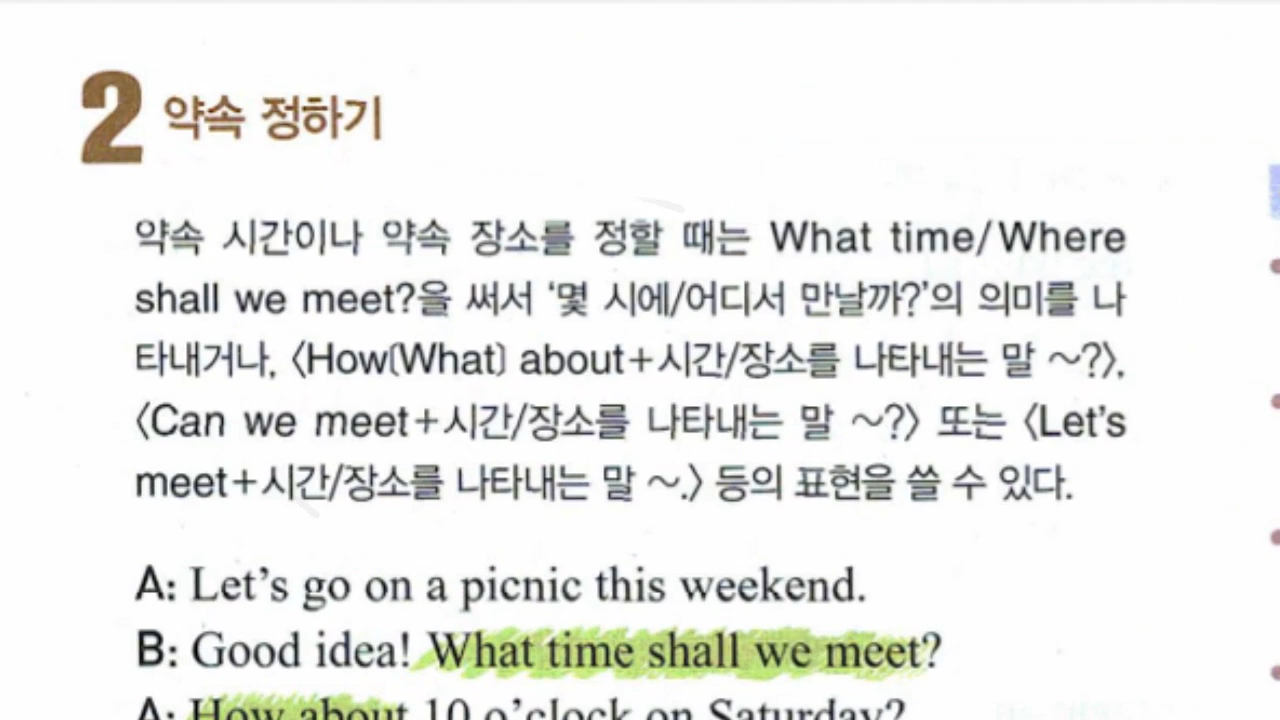 2 약속 정하기
약속 시간이나 약속 장소를 정할 때는 What time/Where
shall we meet?을 써서 ‘몇 시에/어디서 만날까?’의 의미를 나
타내거나, 〈How(What) about+시간/장소를 나타내는 말 ~?〉,
〈Can we meet+시간/장소를 나타내는 말 ~?〉 또는 〈Let’s
meet+시간/장소를 나타내는 말 ~.〉 등의 표현을 쓸 수 있다.
A: Let’s go on a picnic this weekend.
B: Good idea! What time shall we meet?
A: How about 10 o’clock on Saturday?